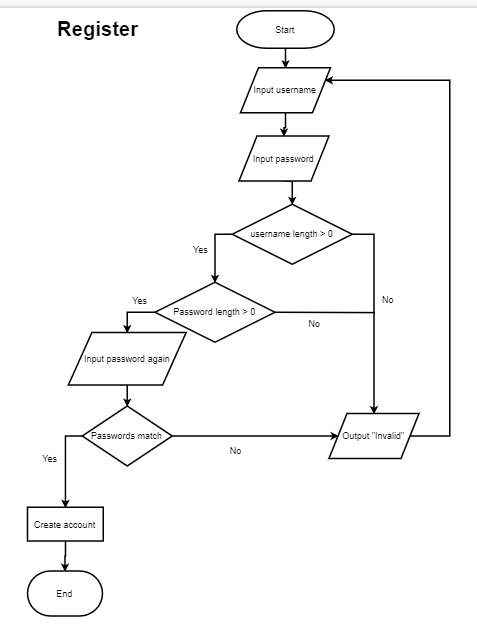 Register
Start
Input username
Input password
username length > 0
Yes
No
Password length > 0
Yes
No
Input password again
Passwords match
Output "Invalid"
No
Yes
Create account
End